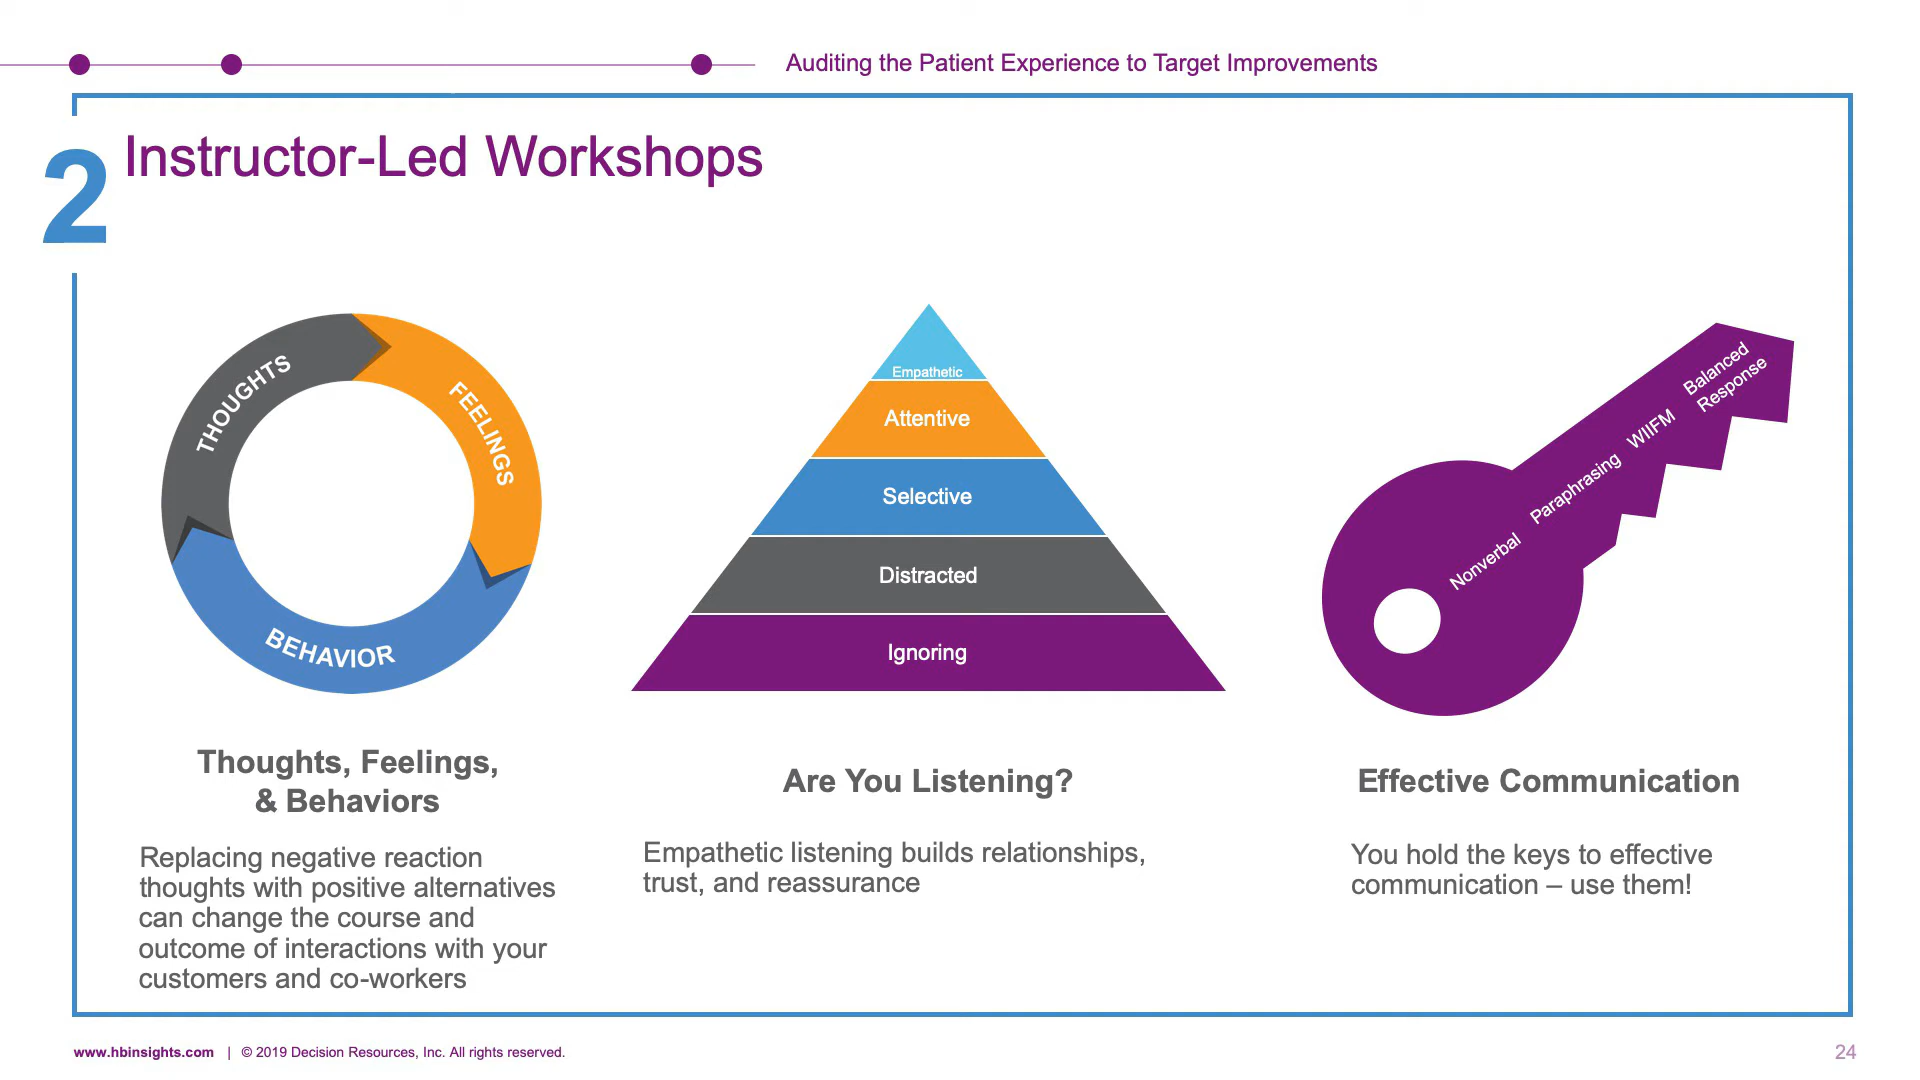 Auditing the Patient Experience to Target Improvements
2
Instructor-Led Workshops
THOUGHTS
FEELINGS
BEHAVIOR
Empathetic
Attentive
Selective
Distracted
Ignoring
Nonverbal
Paraphrasing
WIIFM
Balanced
Response
Thoughts, Feelings,
& Behaviors
Replacing negative reaction
thoughts with positive alternatives
can change the course and
outcome of interactions with your
customers and co-workers
Are You Listening?
Empathetic listening builds relationships,
trust, and reassurance
Effective Communication
You hold the keys to effective
communication – use them!
www.hbinsights.com | © 2019 Decision Resources, Inc. All rights reserved.
24